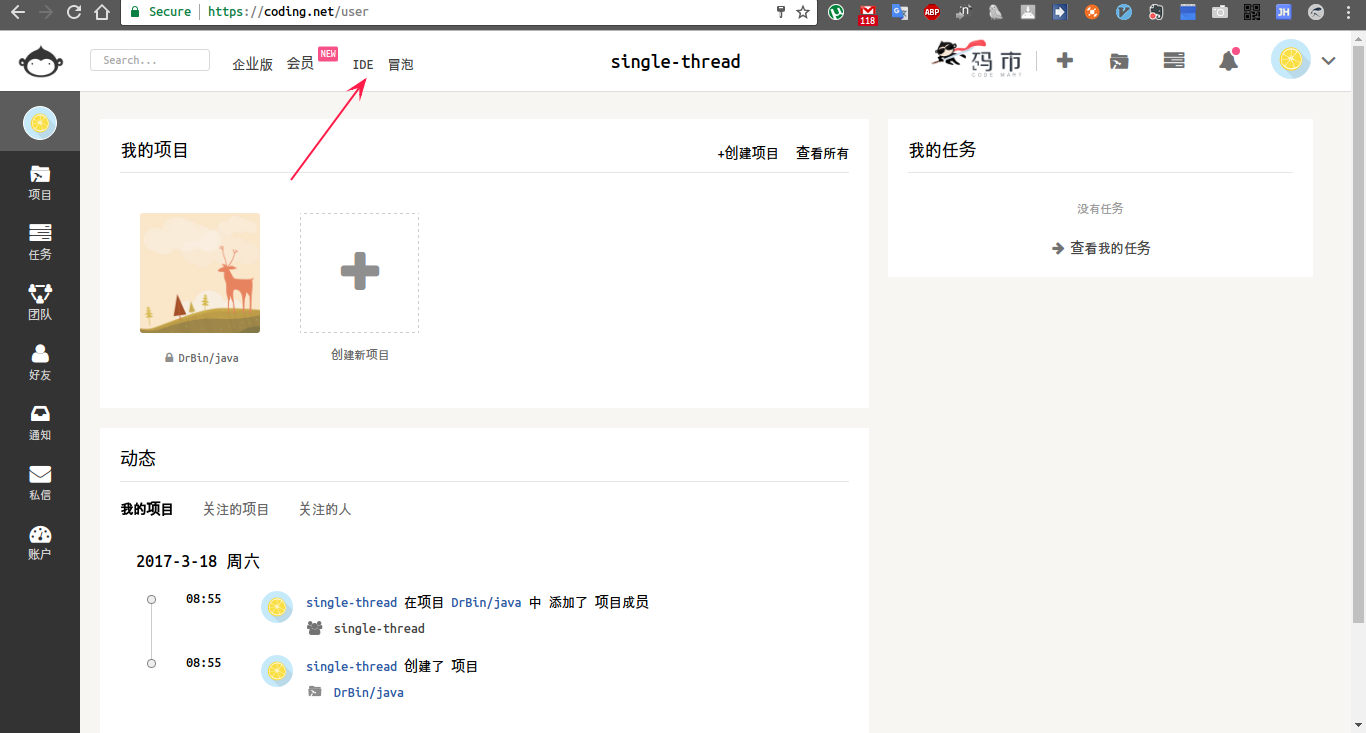 Secure https://coding.net/user
118
ABP
JH
Search...
企业版 会员 NEW IDE 冒泡
single-thread
码市
CODE MART
项目
任务
团队
好友
通知
私信
账户
我的项目
+创建项目 查看所有
DrBin/java
创建新项目
我的任务
没有任务
查看我的任务
动态
我的项目 关注的项目 关注的人
2017-3-18 周六
08:55 single-thread 在项目 DrBin/java 中 添加了 项目成员
single-thread
08:55 single-thread 创建了 项目
DrBin/java